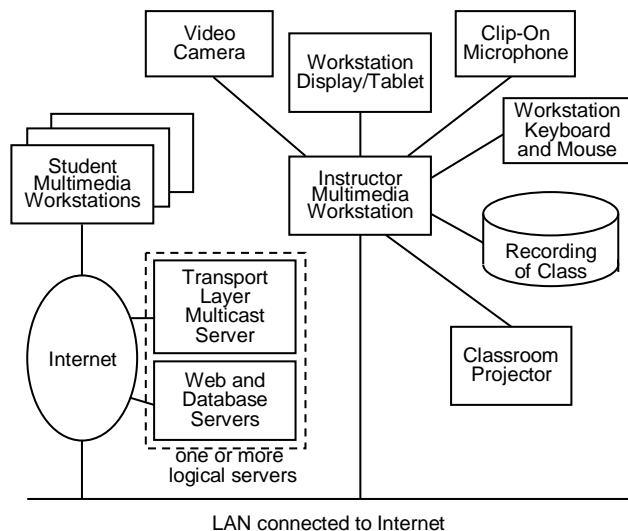 Video
Camera
Workstation
Display/Tablet
Clip-On
Microphone
Workstation
Keyboard
and Mouse
Student
Multimedia
Workstations
Instructor
Multimedia
Workstation
Recording
of Class
Transport
Layer
Multicast
Server
Internet
Classroom
Projector
Web and
Database
Servers
one or more
logical servers
LAN connected to Internet